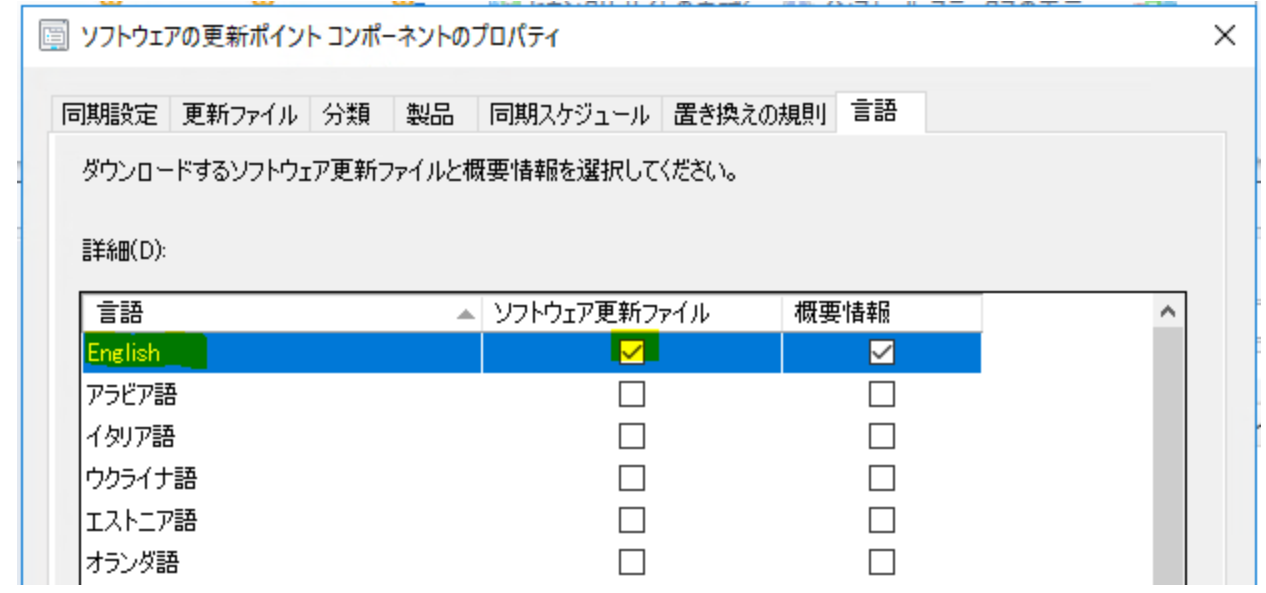 ソフトウェアの更新ポイント コンポーネントのプロパティ
同期設定 更新ファイル 分類 製品 同期スケジュール 置き換えの規則 言語
ダウンロードするソフトウェア更新ファイルと概要情報を選択してください。
詳細(D):
言語 ソフトウェア更新ファイル 概要情報
English
アラビア語
イタリア語
ウクライナ語
エストニア語
オランダ語